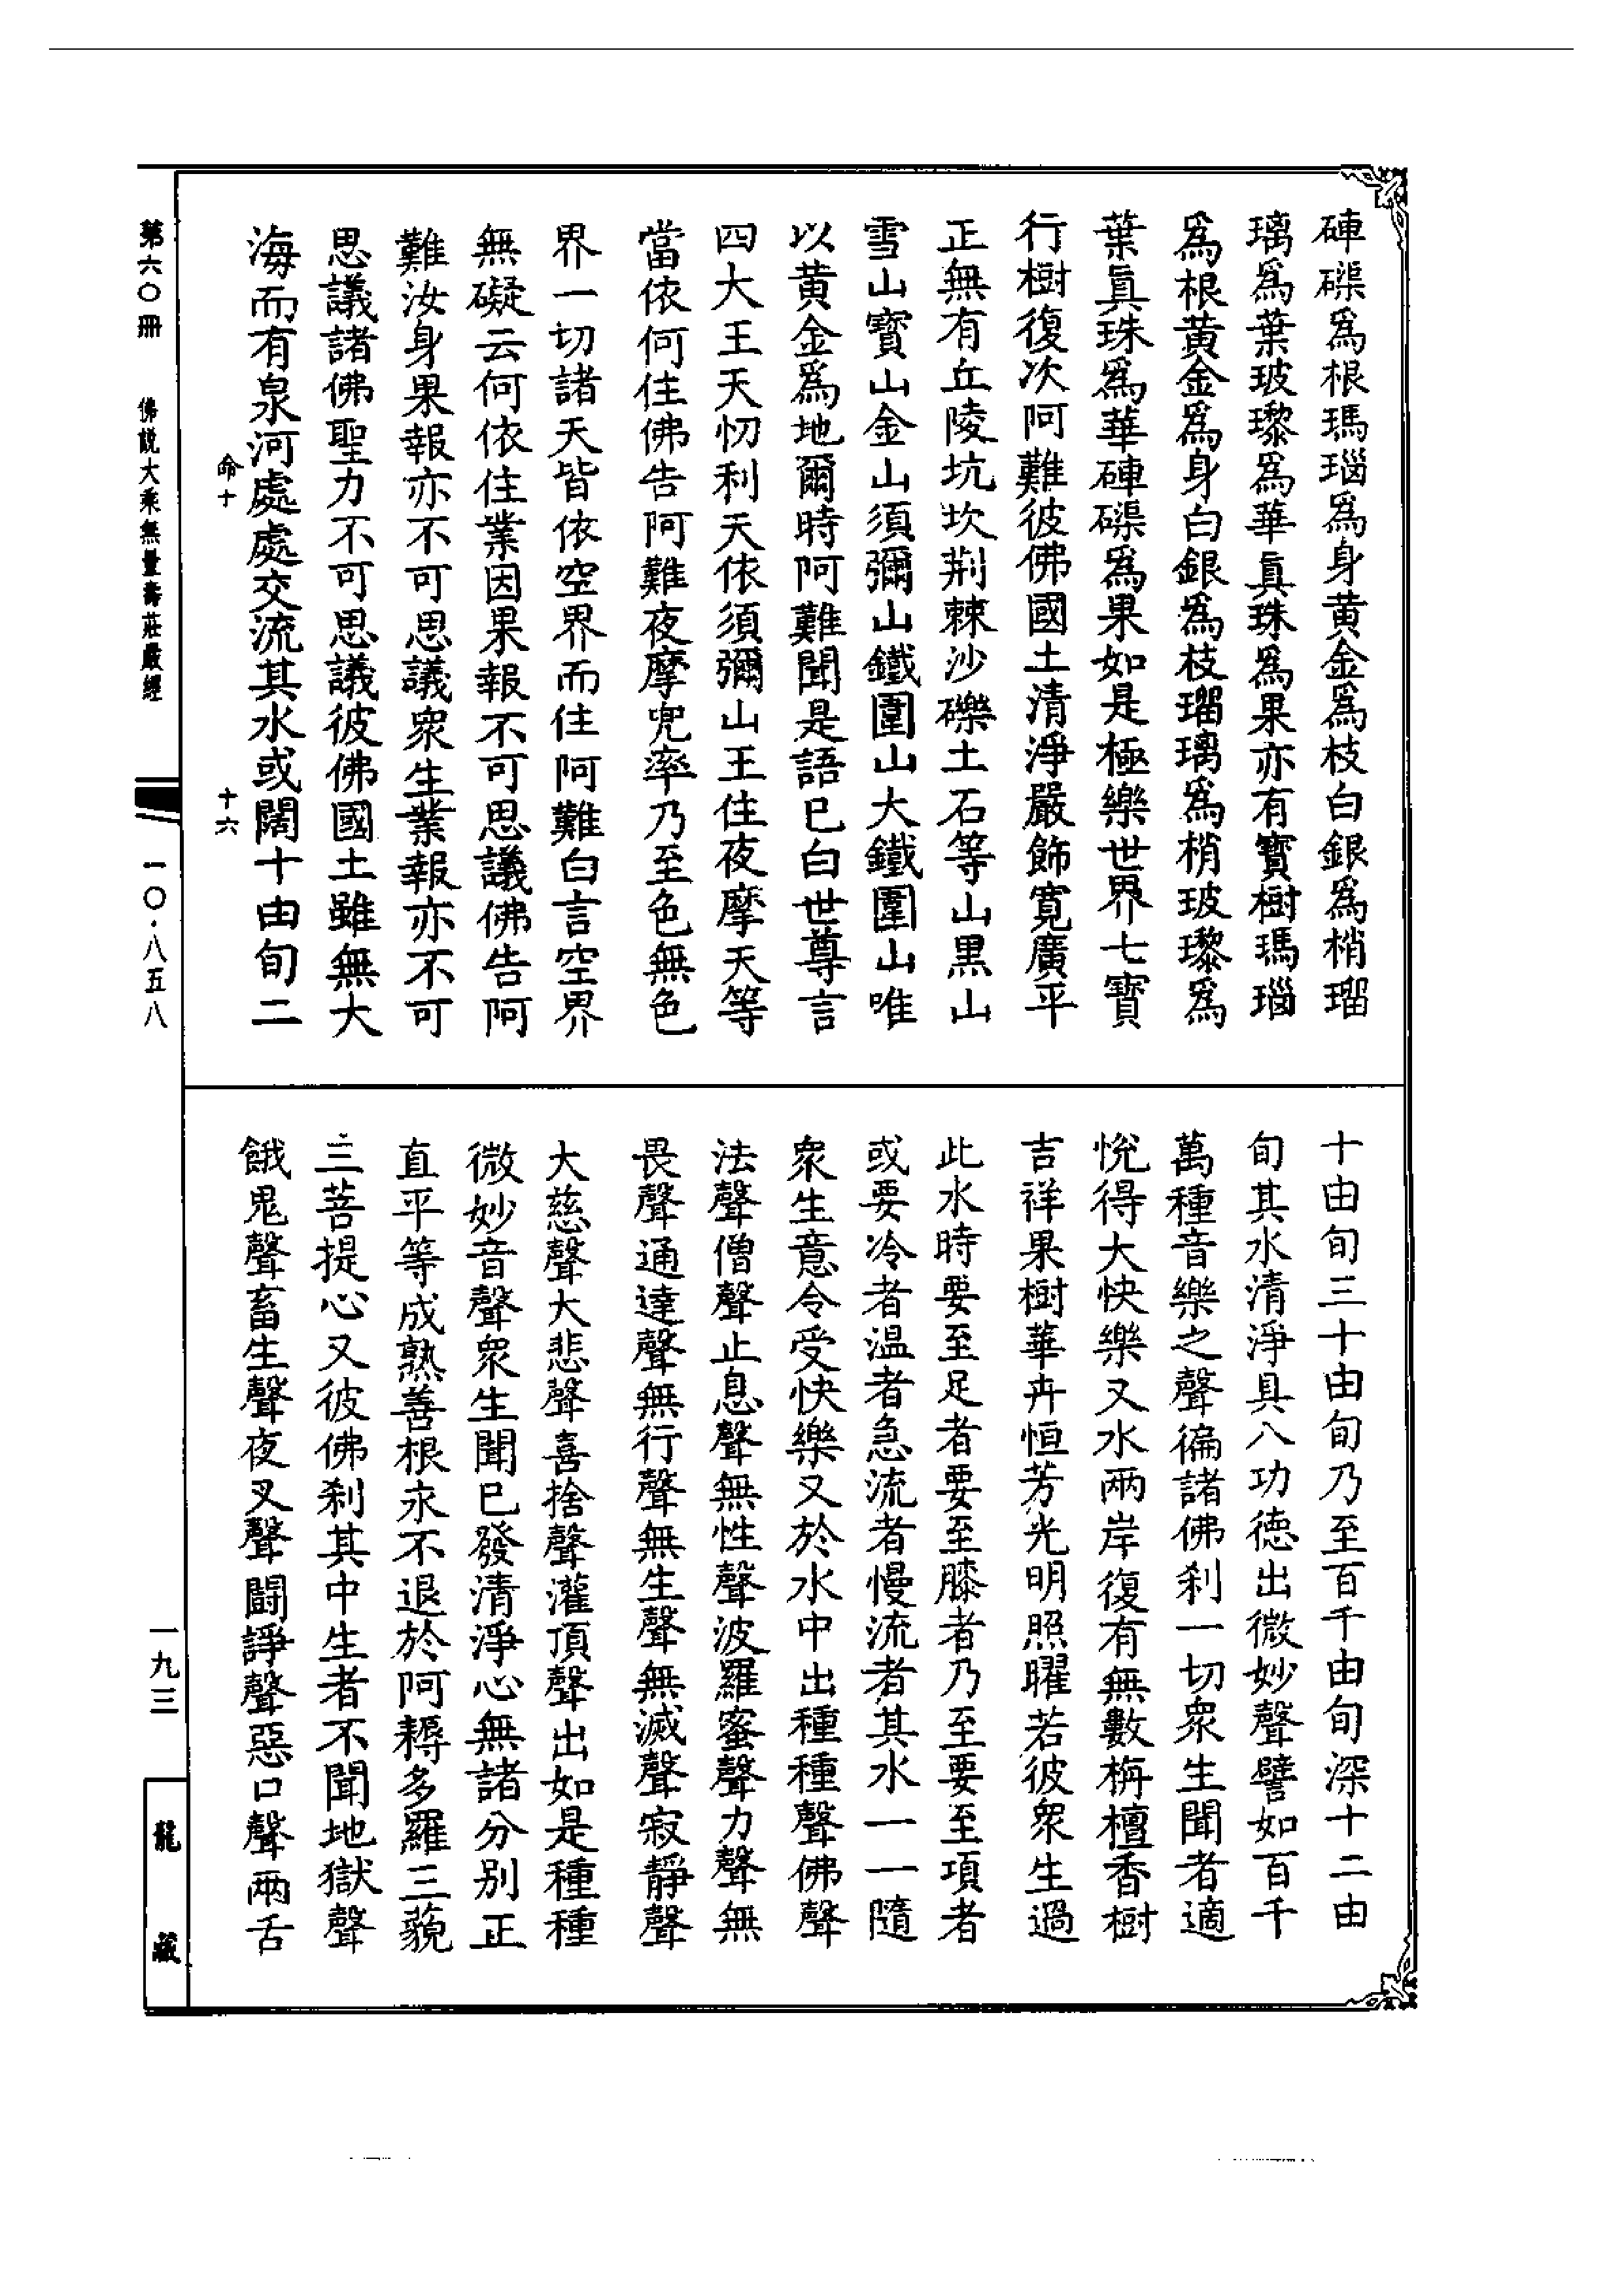 硨磲爲根瑪瑙爲身黄金爲枝白銀爲梢瑠
璃爲葉玻瓈爲華真珠爲果亦有寶樹瑪瑙
爲根黄金爲身白銀爲枝瑠璃爲梢玻瓈爲
葉真珠爲華硨磲爲果如是極樂世界七寶
行樹復次阿難彼佛國土清淨嚴飾寬廣平
正無有丘陵坑坎荆棘沙礫土石等山黑山
雪山寶山金山須彌山鐵圍山大鐵圍山唯
以黄金爲地爾時阿難聞是語已白世尊言
四大王天忉利天依須彌山王住夜摩天等
當依何住佛告阿難夜摩兜率乃至色無色
界一切諸天皆依空界而住阿難白言空界
無礙云何依住業因果報不可思議佛告阿
難汝身果報亦不可思議衆生業報亦不可
思議諸佛聖力不可思議彼佛國土雖無大
海而有泉河處處交流其水或闊十由旬二
命十 十六
十由旬三十由旬乃至百千由旬深十二由
旬其水清淨具八功德出微妙聲譬如百千
萬種音樂之聲徧諸佛刹一切衆生聞者適
悅得大快樂又水兩岸復有無數栴檀香樹
吉祥果樹華卉恒芳光明照曜若彼衆生過
此水時要至足者要至膝者乃至要至項者
或要冷者温者急流者慢流者其水一一隨
衆生意令受快樂又於水中出種種聲佛聲
法聲僧聲止息聲無性聲波羅蜜聲力聲無
畏聲通達聲無行聲無生聲無滅聲寂靜聲
大慈聲大悲聲喜捨聲灌頂聲出如是種種
微妙音聲衆生聞已發清淨心無諸分别正
直平等成熟善根永不退於阿耨多羅三藐
三菩提心又彼佛刹其中生者不聞地獄聲
餓鬼聲畜生聲夜叉聲鬪諍聲惡口聲兩舌
第六〇冊 佛說大乘無量壽莊嚴經 一〇·八五八 一九三 龍藏